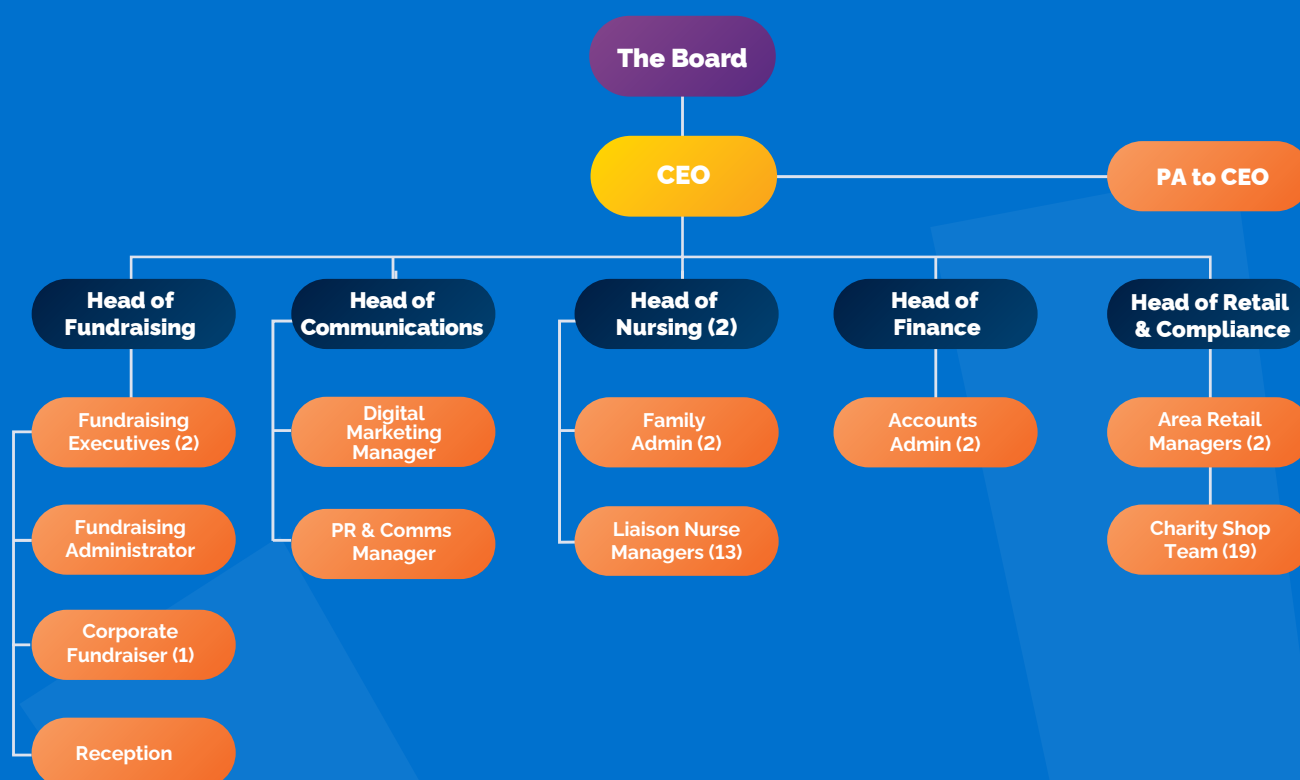 The Board
CEO
PA to CEO
Head of
Fundraising
Head of
Communications
Head of
Nursing (2)
Head of
Finance
Head of Retail
& Compliance
Fundraising
Executives (2)
Digital
Marketing
Manager
Family
Admin (2)
Accounts
Admin (2)
Area Retail
Managers (2)
Fundraising
Administrator
PR & Comms
Manager
Liaison Nurse
Managers (13)
Charity Shop
Team (19)
Corporate
Fundraiser (1)
Reception